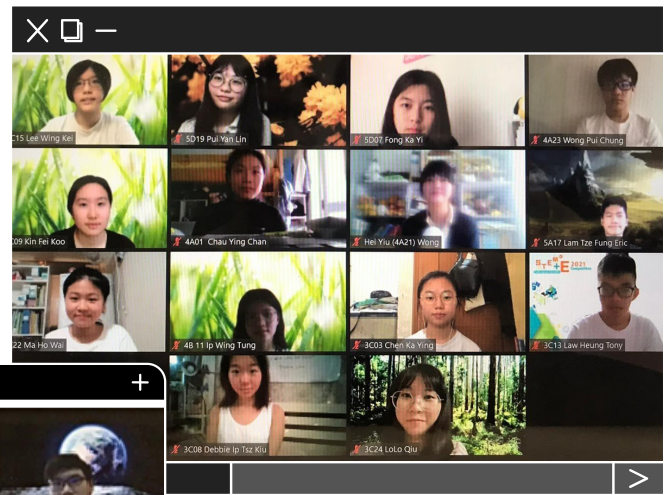 C15 Lee Wing Kei
5D19 Pui Yan Lin
5D07 Fong Ka Yi
4A23 Wong Pui Chung
C09 Kin Fei Koo
4A01 Chau Ying Chan
Hei Yiu (4A21) Wong
5A17 Lam Tze Fung Eric
22 Ma Ho Wai
4B 11 Ip Wing Tung
3C03 Chen Ka Ying
2021
Competition
3C13 Law Heung Tony
3C08 Debbie Ip Tsz Kiu
3C24 LoLo Qiu